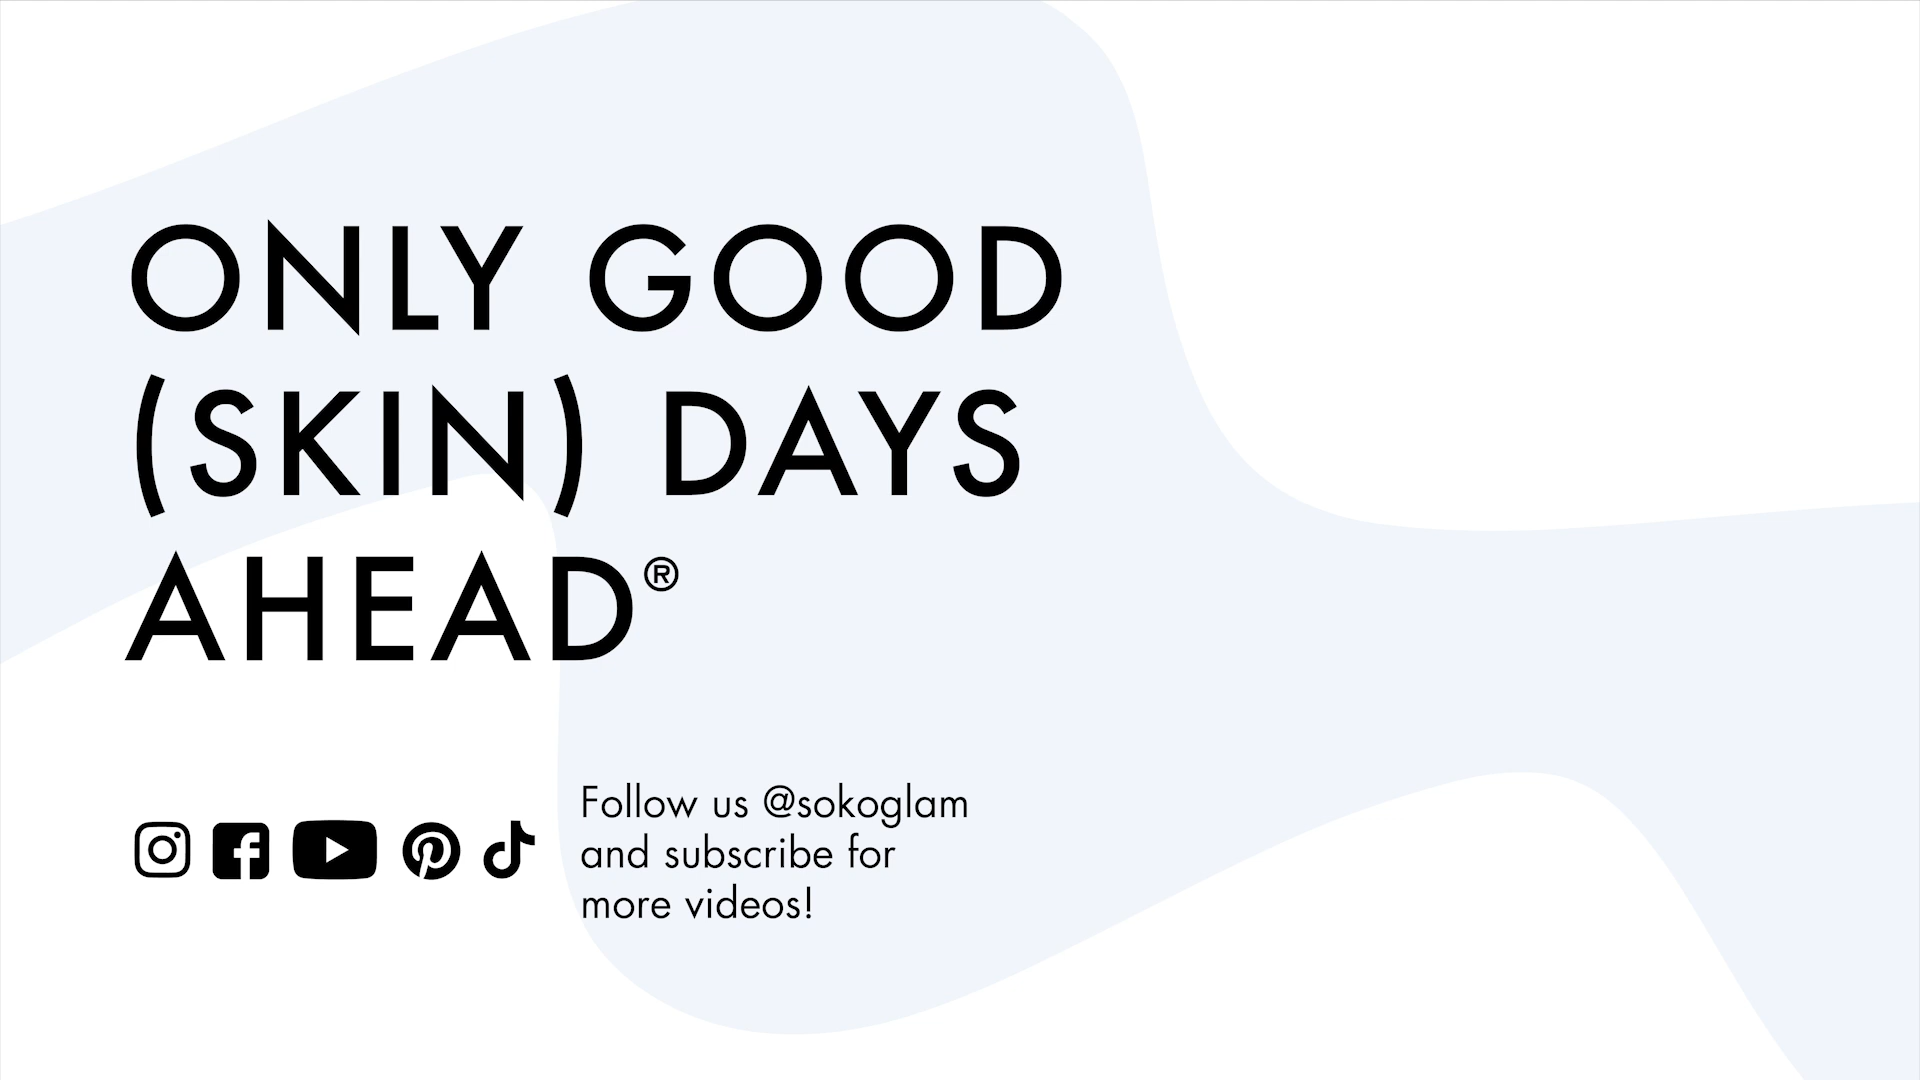 ONLY GOOD
(SKIN) DAYS
AHEAD®
Follow us @sokoglam
and subscribe for
more videos!